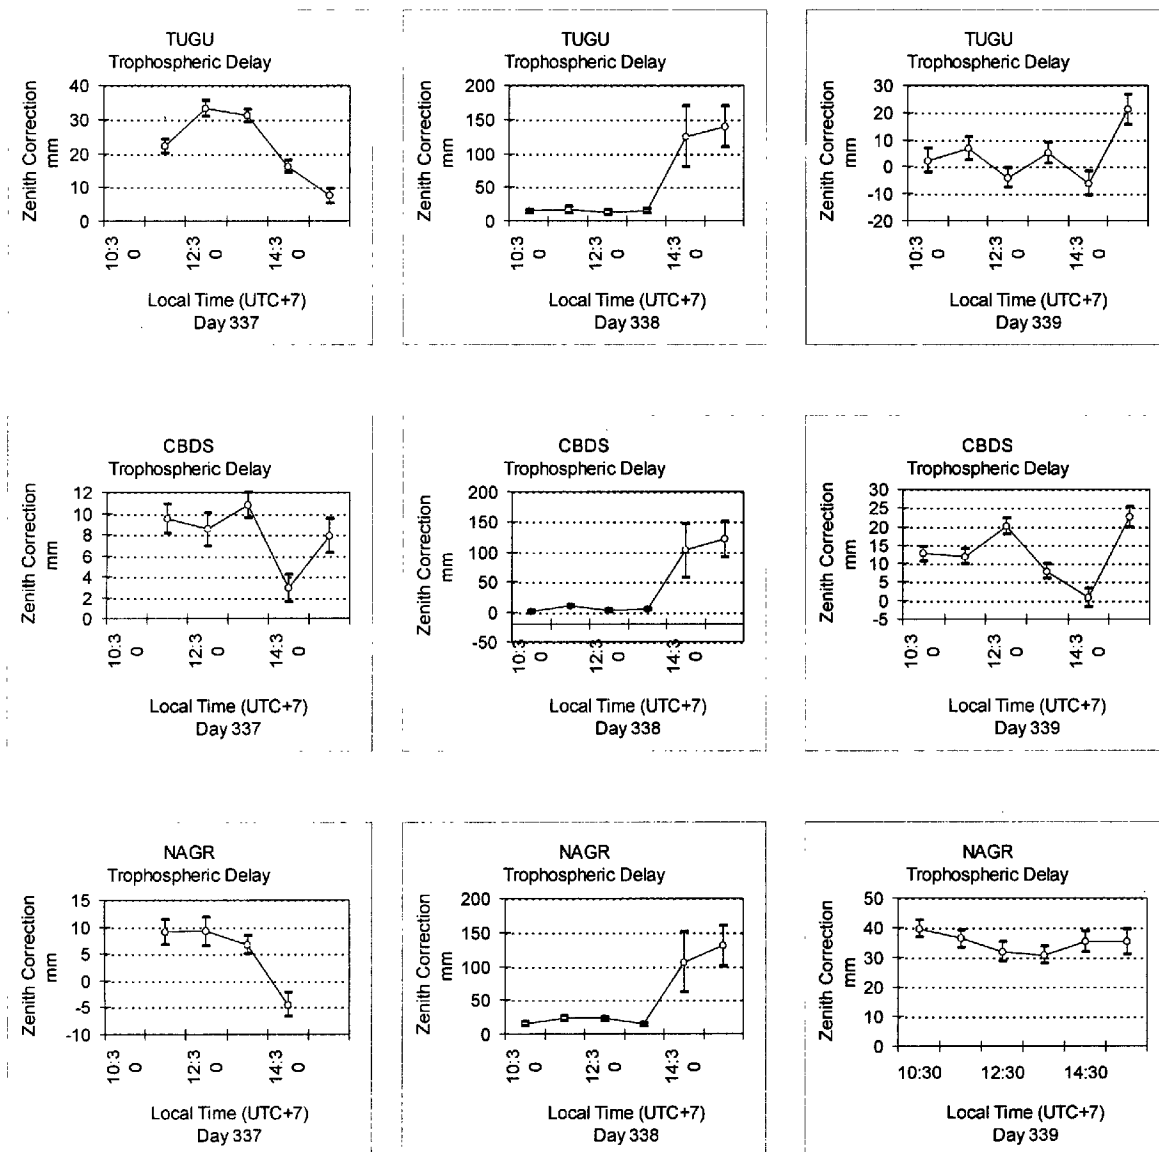 TUGU
Trophospheric Delay
Zenith Correction
mm
40
30
20
10
0
10:3
0
12:3
0
14:3
0
Local Time (UTC+7)
Day 337
TUGU
Trophospheric Delay
Zenith Correction
mm
200
150
100
50
0
10:3
0
12:3
0
14:3
0
Local Time (UTC+7)
Day 338
TUGU
Trophospheric Delay
Zenith Correction
mm
30
20
10
0
-10
-20
10:3
0
12:3
0
14:3
0
Local Time (UTC+7)
Day 339
CBDS
Trophospheric Delay
Zenith Correction
mm
12
10
8
6
4
2
0
10:3
0
12:3
0
14:3
0
Local Time (UTC+7)
Day 337
CBDS
Trophospheric Delay
Zenith Correction
mm
200
150
100
50
0
-50
10:3
0
12:3
0
14:3
0
Local Time (UTC+7)
Day 338
CBDS
Trophospheric Delay
Zenith Correction
mm
30
25
20
15
10
5
0
-5
10:3
0
12:3
0
14:3
0
Local Time (UTC+7)
Day 339
NAGR
Trophospheric Delay
Zenith Correction
mm
15
10
5
0
-5
-10
10:3
0
12:3
0
14:3
0
Local Time (UTC+7)
Day 337
NAGR
Trophospheric Delay
Zenith Correction
mm
200
150
100
50
0
10:3
0
12:3
0
14:3
0
Local Time (UTC+7)
Day 338
NAGR
Trophospheric Delay
Zenith Correction
mm
50
40
30
20
10
0
10:30 12:30 14:30
Local Time (UTC+7)
Day 339